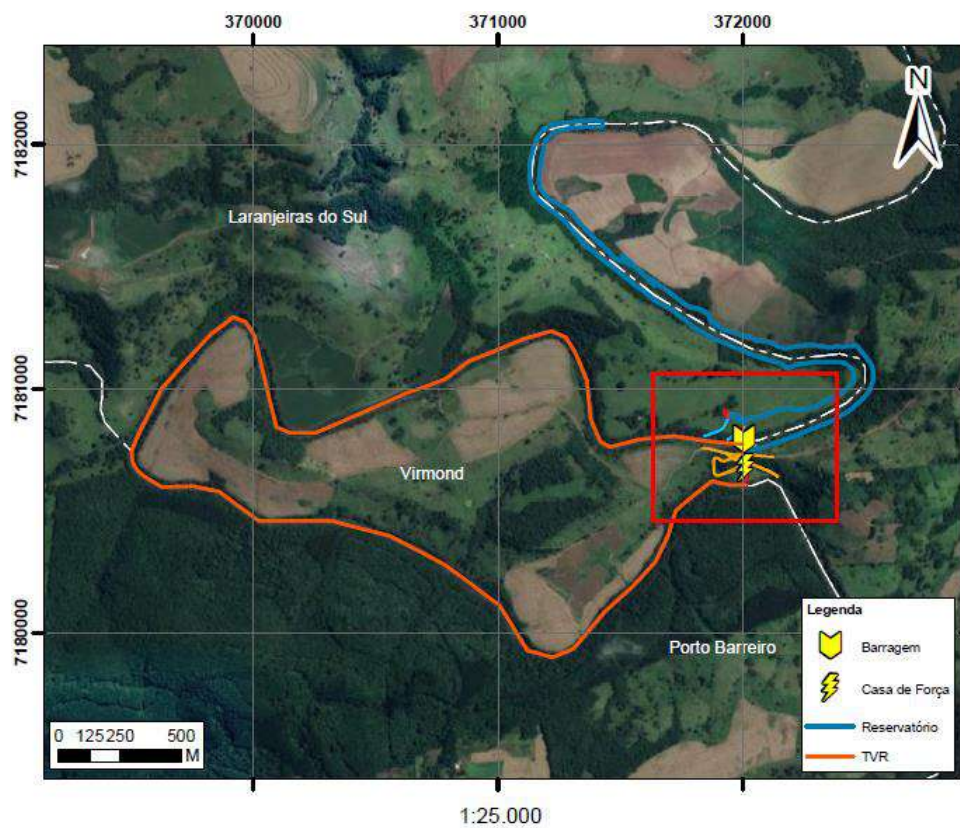 370000
371000
372000
N
7182000
Laranjeiras do Sul
7181000
Virmond
7180000
Porto Barreiro
Legenda
Barragem
Casa de Força
Reservatório
TVR
0 125 250 500
M
1:25.000